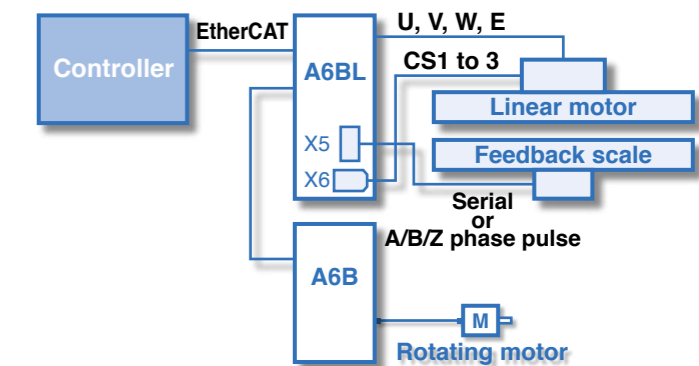 EtherCAT
U, V, W, E
Controller
A6BL
CS1 to 3
Linear motor
X5
Feedback scale
X6
Serial
or
A/B/Z phase pulse
A6B
M
Rotating motor